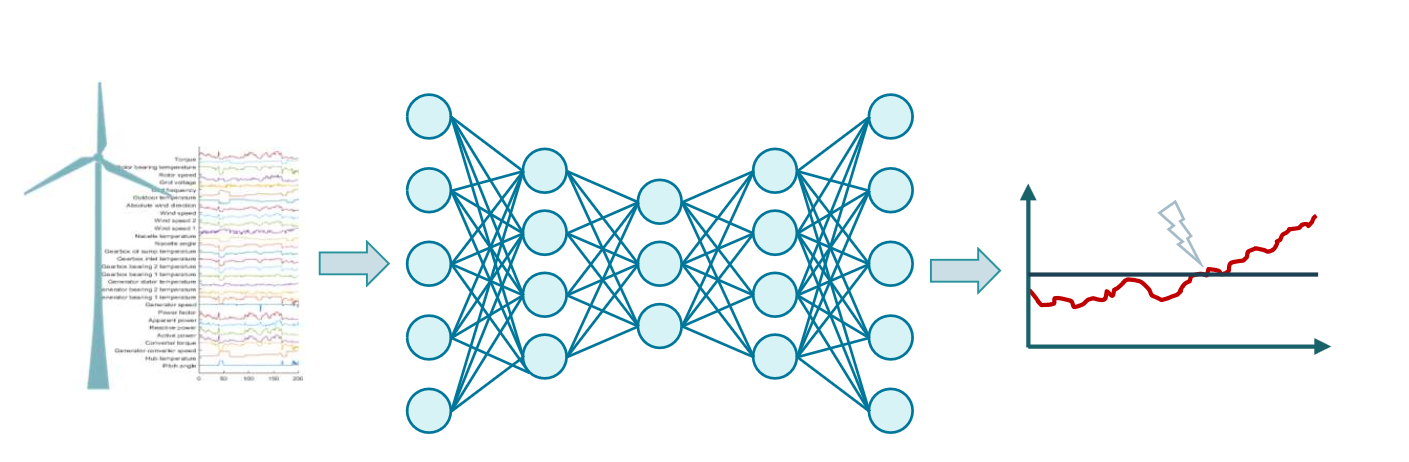 Torque
Rotor bearing temperature
Rotor speed
Grid voltage
Grid frequency
Outdoor temperature
Absolute wind direction
Wind speed
Wind speed 2
Wind speed 1
Nacelle temperature
Nacelle angle
Gearbox oil sump temperature
Gearbox inlet temperature
Gearbox bearing 2 temperature
Gearbox bearing 1 temperature
Generator stator temperature
enerator bearing 2 temperature
enerator bearing 1 temperature
Generator speed
Power factor
Apparent power
Reactive power
Active power
Converter torque
Generator converter speed
Hub temperature
Pitch angle
0 50 100 150 200